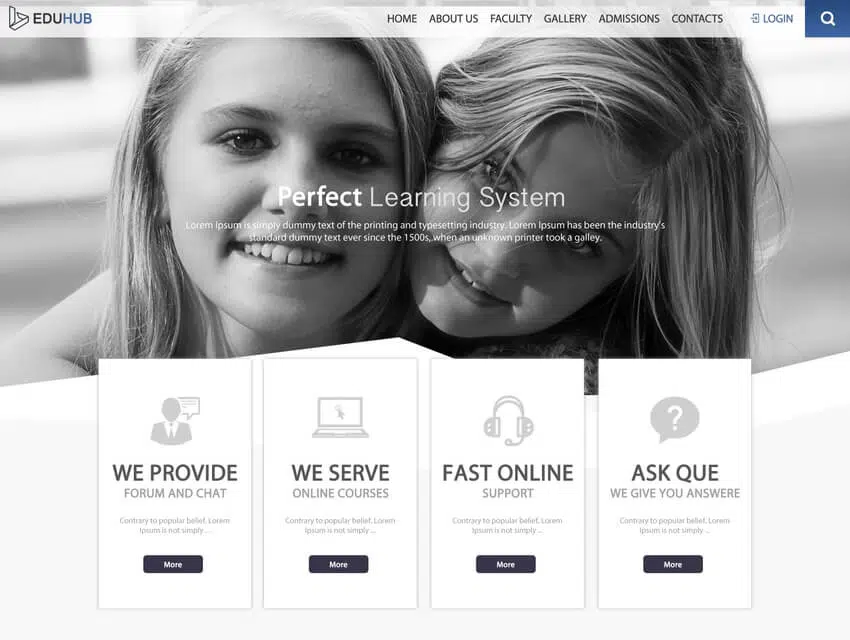 EDUHUB
HOME ABOUT US FACULTY GALLERY ADMISSIONS CONTACTS LOGIN
Perfect Learning System
Lorem Ipsum is simply dummy text of the printing and typesetting industry. Lorem Ipsum has been the industry's
standard dummy text ever since the 1500s, when an unknown printer took a galley.
WE PROVIDE
FORUM AND CHAT
Contrary to popular belief, Lorem
Ipsum is not simply ...
More
WE SERVE
ONLINE COURSES
Contrary to popular belief, Lorem
Ipsum is not simply ...
More
FAST ONLINE
SUPPORT
Contrary to popular belief, Lorem
Ipsum is not simply ...
More
?
ASK QUE
WE GIVE YOU ANSWERE
Contrary to popular belief, Lorem
Ipsum is not simply ...
More